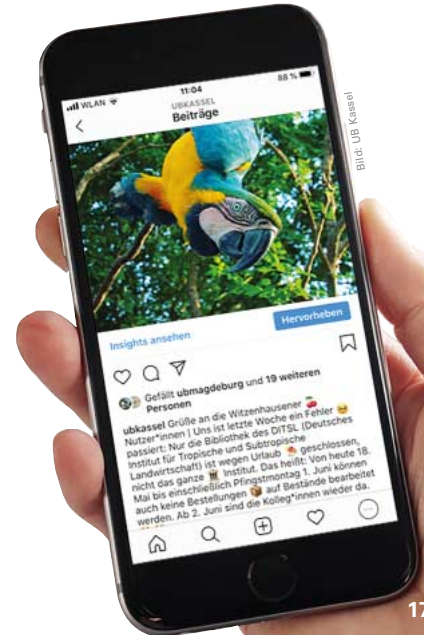 WLAN
11:04
88 %
UBKASSEL
Beiträge
Bild: UB Kassel
Insights ansehen
Hervorheben
Gefällt ubmagdeburg und 19 weiteren
Personen
ubkassel Grüße an die Witzenhausener 🍒
Nutzer*innen | Uns ist letzte Woche ein Fehler 🥺
passiert: Nur die Bibliothek des DITSL (Deutsches
Institut für Tropische und Subtropische
Landwirtschaft) ist wegen Urlaub 🏖 geschlossen,
nicht das ganze 🏛 Institut. Das heißt: Von heute 18.
Mai bis einschließlich Pfingstmontag 1. Juni können
auch keine Bestellungen 📦 auf Bestände bearbeitet
werden. Ab 2. Juni sind die Kolleg*innen wieder da.
17